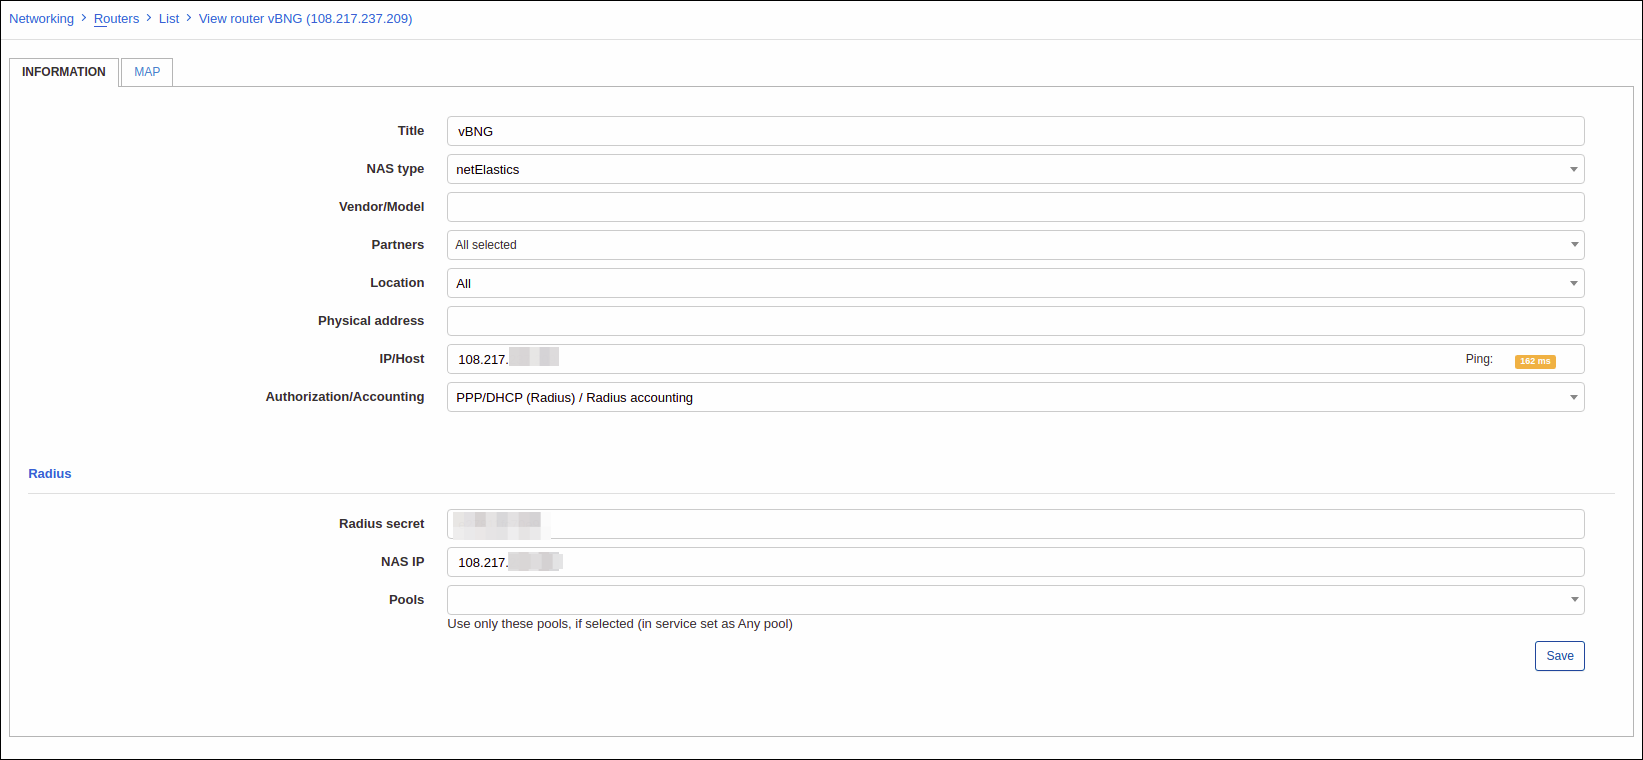 Networking > Routers > List > View router vBNG (108.217.237.209)
INFORMATION MAP
Title vBNG
NAS type netElastics
Vendor/Model
Partners All selected
Location All
Physical address
IP/Host 108.217. Ping: 162 ms
Authorization/Accounting PPP/DHCP (Radius) / Radius accounting
Radius
Radius secret
NAS IP 108.217.
Pools
Use only these pools, if selected (in service set as Any pool)
Save